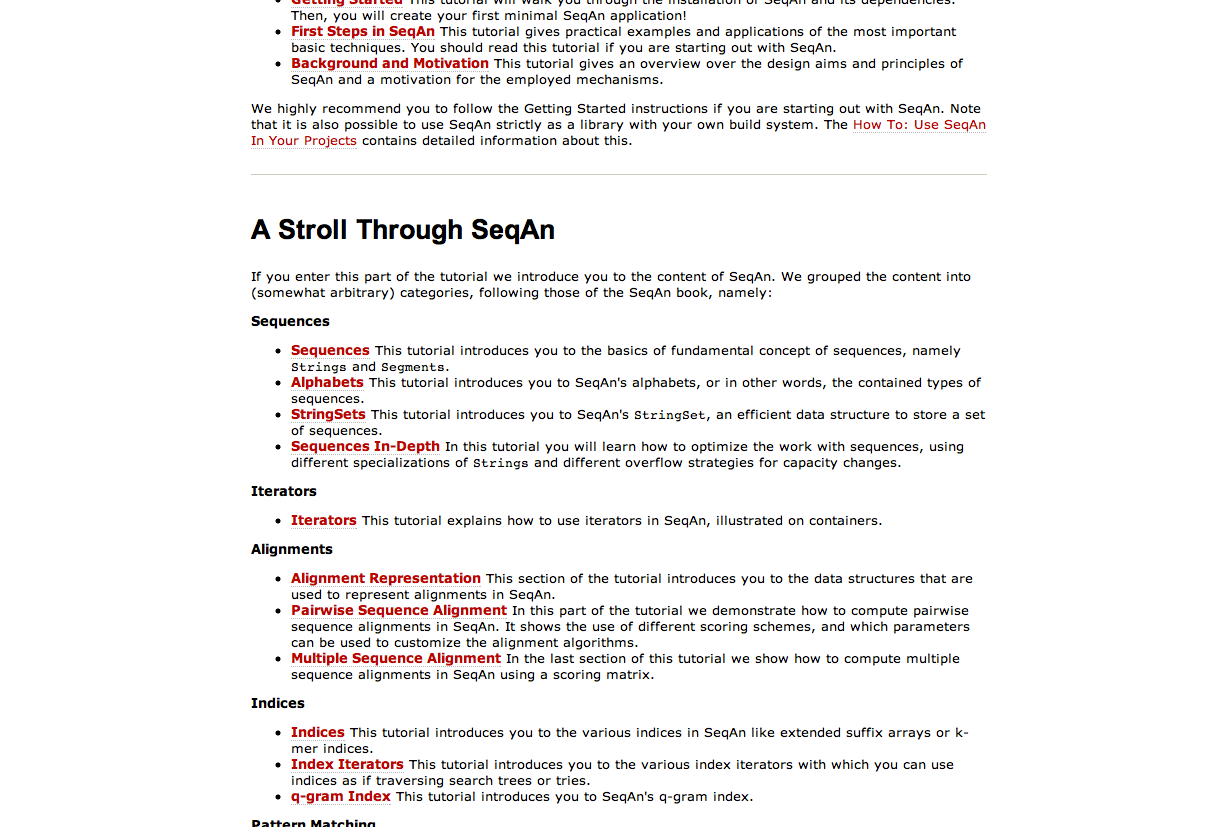 Getting Started This tutorial will walk you through the installation of SeqAn and its dependencies.
Then, you will create your first minimal SeqAn application!
First Steps in SeqAn This tutorial gives practical examples and applications of the most important
basic techniques. You should read this tutorial if you are starting out with SeqAn.
Background and Motivation This tutorial gives an overview over the design aims and principles of
SeqAn and a motivation for the employed mechanisms.
We highly recommend you to follow the Getting Started instructions if you are starting out with SeqAn. Note
that it is also possible to use SeqAn strictly as a library with your own build system. The How To: Use SeqAn
In Your Projects contains detailed information about this.
A Stroll Through SeqAn
If you enter this part of the tutorial we introduce you to the content of SeqAn. We grouped the content into
(somewhat arbitrary) categories, following those of the SeqAn book, namely:
Sequences
Sequences This tutorial introduces you to the basics of fundamental concept of sequences, namely
Strings and Segments.
Alphabets This tutorial introduces you to SeqAn's alphabets, or in other words, the contained types of
sequences.
StringSets This tutorial introduces you to SeqAn's StringSet, an efficient data structure to store a set
of sequences.
Sequences In-Depth In this tutorial you will learn how to optimize the work with sequences, using
different specializations of Strings and different overflow strategies for capacity changes.
Iterators
Iterators This tutorial explains how to use iterators in SeqAn, illustrated on containers.
Alignments
Alignment Representation This section of the tutorial introduces you to the data structures that are
used to represent alignments in SeqAn.
Pairwise Sequence Alignment In this part of the tutorial we demonstrate how to compute pairwise
sequence alignments in SeqAn. It shows the use of different scoring schemes, and which parameters
can be used to customize the alignment algorithms.
Multiple Sequence Alignment In the last section of this tutorial we show how to compute multiple
sequence alignments in SeqAn using a scoring matrix.
Indices
Indices This tutorial introduces you to the various indices in SeqAn like extended suffix arrays or k-
mer indices.
Index Iterators This tutorial introduces you to the various index iterators with which you can use
indices as if traversing search trees or tries.
q-gram Index This tutorial introduces you to SeqAn's q-gram index.
Pattern Matching